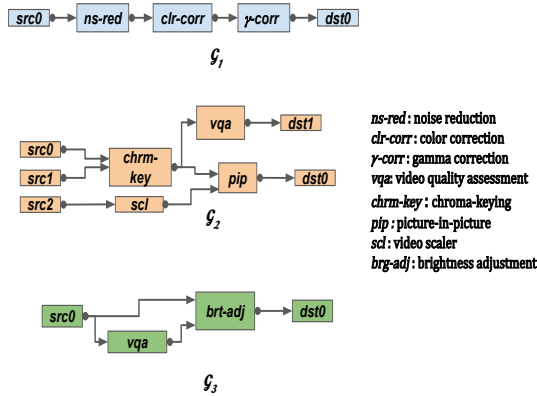 src0 ns-red clr-corr γ-corr dst0
𝒢1
vqa dst1
src0
chrm-
key
src1
pip dst0
src2 scl
𝒢2
ns-red : noise reduction
clr-corr : color correction
γ-corr : gamma correction
vqa: video quality assessment
chrm-key : chroma-keying
pip : picture-in-picture
scl : video scaler
brg-adj : brightness adjustment
src0 brt-adj dst0
vqa
𝒢3